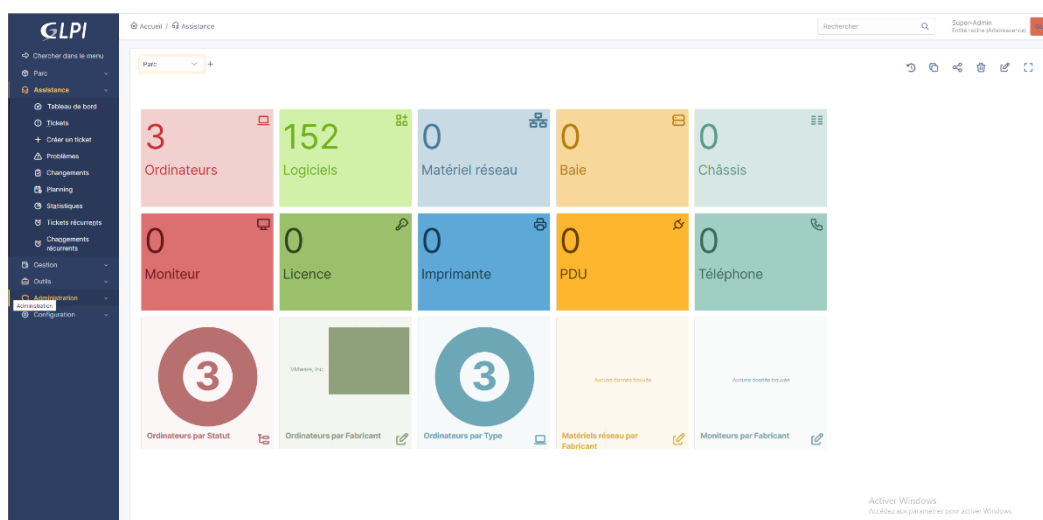 GLPI
Accueil / Assistance
Rechercher
Super-Admin
Entité racine (Arborescence)
Chercher dans le menu
Parc
Assistance
Tableau de bord
Tickets
Créer un ticket
Problèmes
Changements
Planning
Statistiques
Tickets récurrents
Changements
récurrents
Gestion
Outils
Administration
Administration
Configuration
Parc
3
Ordinateurs
152
Logiciels
0
Matériel réseau
0
Baie
0
Châssis
0
Moniteur
0
Licence
0
Imprimante
0
PDU
0
Téléphone
3
Ordinateurs par Statut
VMware, Inc.
Ordinateurs par Fabricant
3
Ordinateurs par Type
Aucune donnée trouvée
Matériels réseau par
Fabricant
Aucune donnée trouvée
Moniteurs par Fabricant
Activer Windows
Accédez aux paramètres pour activer Windows.